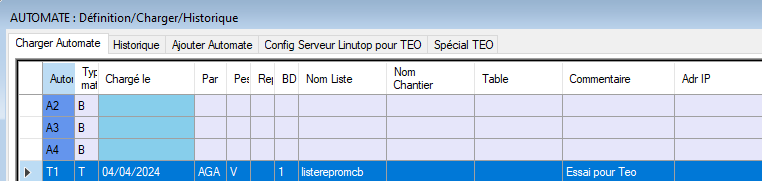 AUTOMATE : Définition/Charger/Historique
Charger Automate Historique Ajouter Automate Config Serveur Linutop pour TEO Spécial TEO
Typ Nom
Autor Chargé le Par Pes Rep BD Nom Liste Table Commentaire Adr IP
mat Chantier
A2 B
A3 B
A4 B
T1 T 04/04/2024 AGA V 1 listerepromcb Essai pour Teo